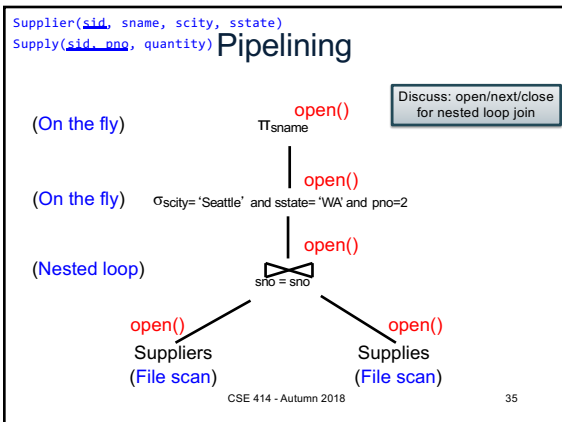 Supplier(sid, sname, scity, sstate)
Supply(sid, pno, quantity)
Pipelining
Discuss: open/next/close
for nested loop join
(On the fly)
open()
πsname
(On the fly)
open()
σscity= ‘Seattle’ and sstate= ‘WA’ and pno=2
(Nested loop)
open()
sno = sno
open()
open()
Suppliers
Supplies
(File scan)
(File scan)
CSE 414 - Autumn 2018
35